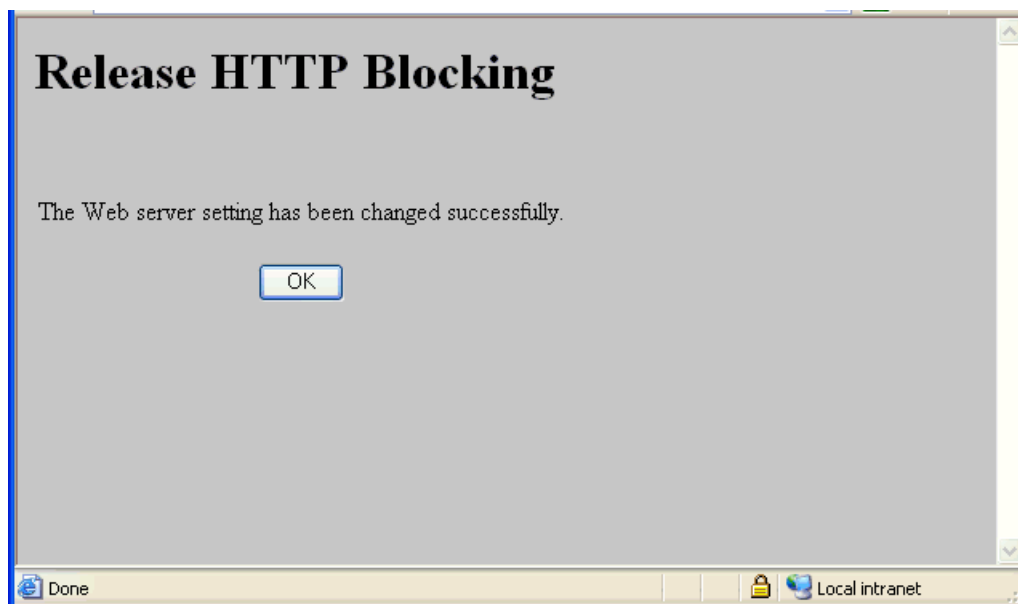 Release HTTP Blocking
The Web server setting has been changed successfully.
OK
Done
Local intranet